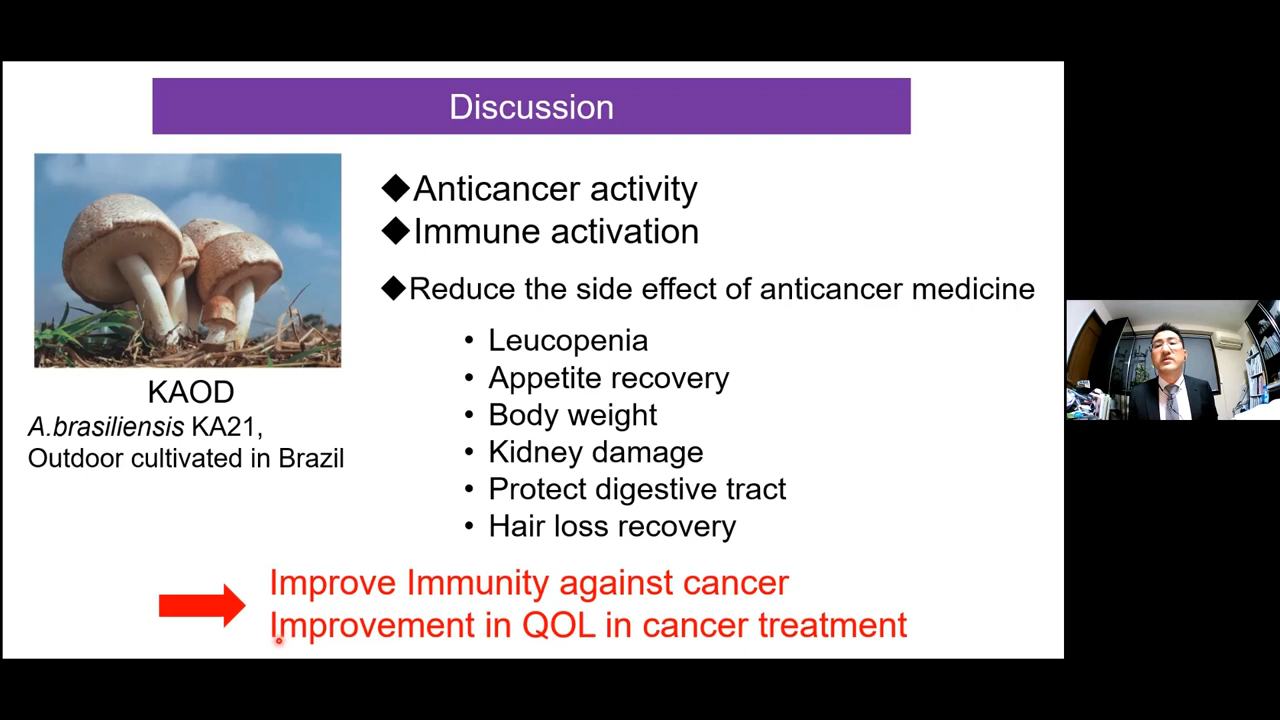 Discussion
◆Anticancer activity
◆Immune activation
◆Reduce the side effect of anticancer medicine
• Leucopenia
• Appetite recovery
• Body weight
• Kidney damage
• Protect digestive tract
• Hair loss recovery
KAOD
A.brasiliensis KA21,
Outdoor cultivated in Brazil
Improve Immunity against cancer
Improvement in QOL in cancer treatment